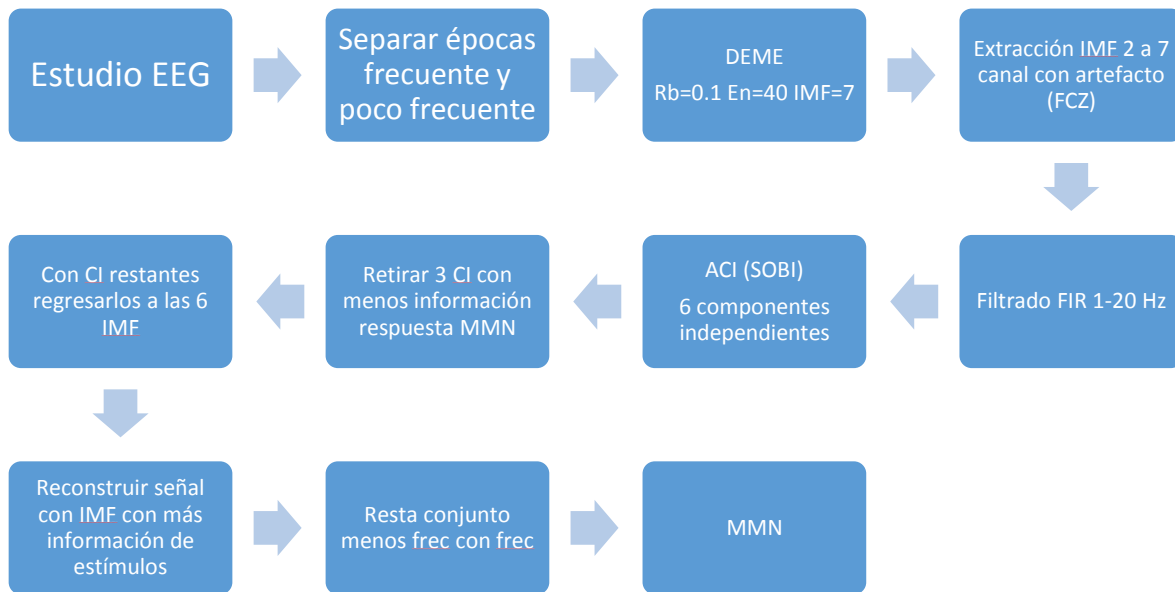 Estudio EEG
Separar épocas
frecuente y
poco frecuente
DEME
Rb=0.1 En=40 IMF=7
Extracción IMF 2 a 7
canal con artefacto
(FCZ)
Filtrado FIR 1-20 Hz
ACI (SOBI)
6 componentes
independientes
Retirar 3 CI con
menos información
respuesta MMN
Con CI restantes
regresarlos a las 6
IMF
Reconstruir señal
con IMF con más
información de
estímulos
Resta conjunto
menos frec con frec
MMN